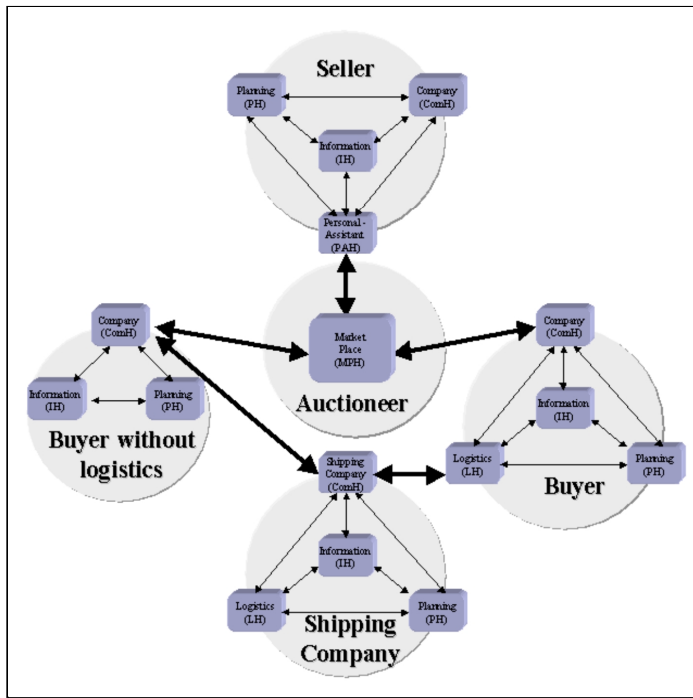 Seller
Planning
(PH)
Company
(ComH)
Information
(IH)
Personal -
Assistant
(PAH)
Market
Place
(MPH)
Auctioneer
Company
(ComH)
Information
(IH)
Planning
(PH)
Buyer without
logistics
Company
(ComH)
Information
(IH)
Logistics
(LH)
Planning
(PH)
Buyer
Shipping
Company
(ComH)
Information
(IH)
Logistics
(LH)
Planning
(PH)
Shipping
Company